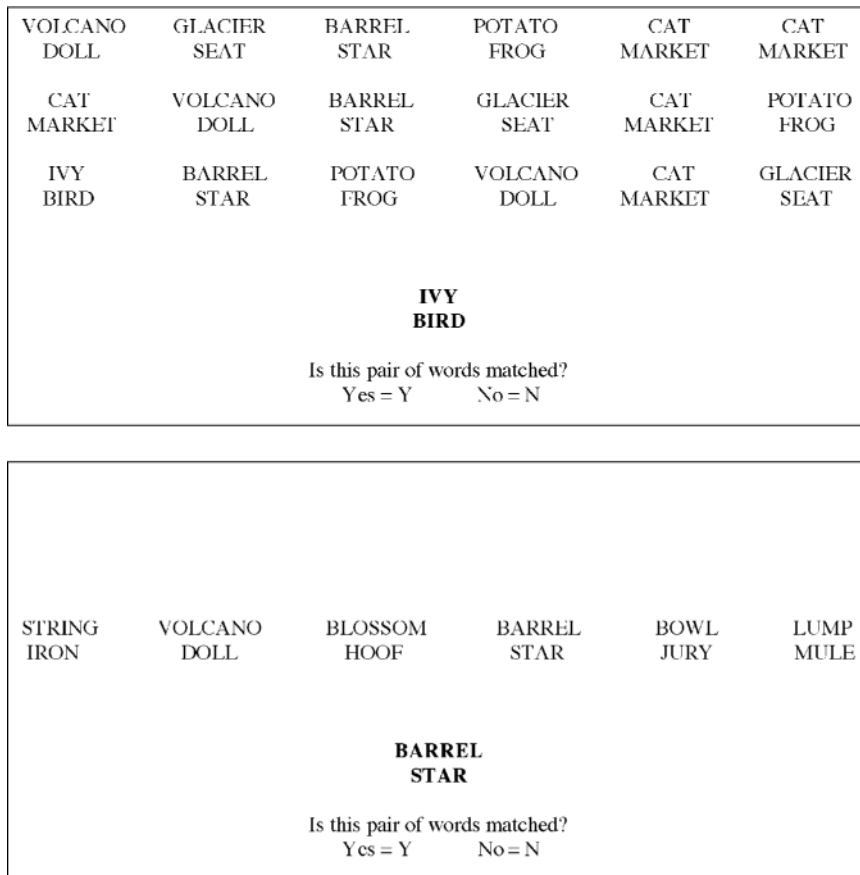 VOLCANO GLACIER BARREL POTATO CAT CAT
DOLL SEAT STAR FROG MARKET MARKET
CAT VOLCANO BARREL GLACIER CAT POTATO
MARKET DOLL STAR SEAT MARKET FROG
IVY BARREL POTATO VOLCANO CAT GLACIER
BIRD STAR FROG DOLL MARKET SEAT
IVY
BIRD
Is this pair of words matched?
Yes = Y No = N
STRING VOLCANO BLOSSOM BARREL BOWL LUMP
IRON DOLL HOOF STAR JURY MULE
BARREL
STAR
Is this pair of words matched?
Yes = Y No = N